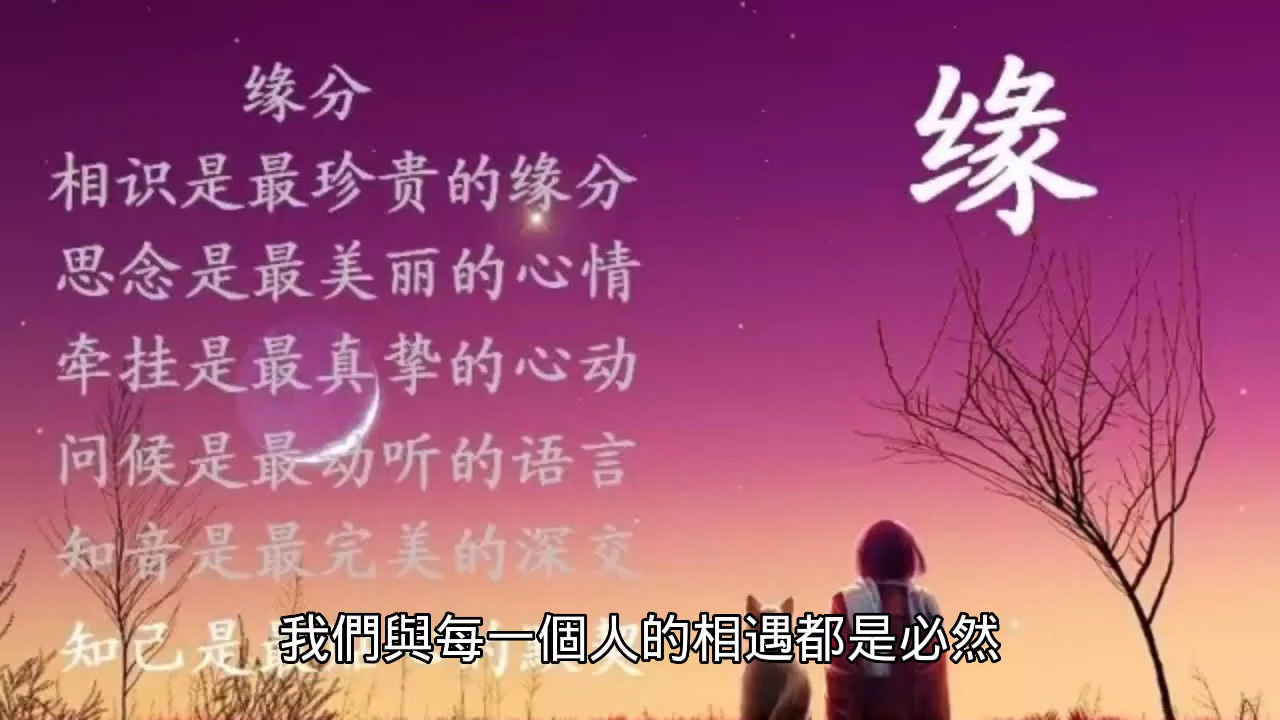 缘分
相识是最珍贵的缘分
思念是最美丽的心情
牵挂是最真挚的心动
问候是最动听的语言
知音是最完美的深交
知己是最
缘
我們與每一個人的相遇都是必然